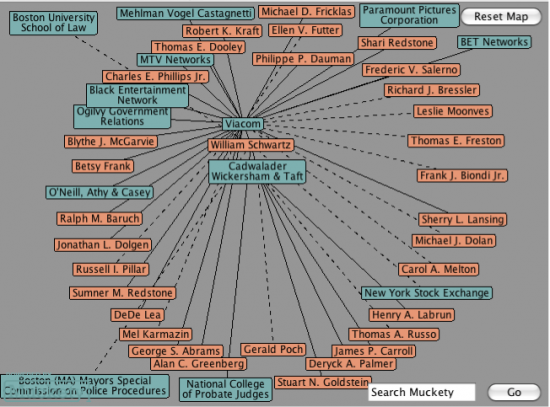 Boston University
School of Law
Mehlman Vogel Castagnetti
Michael D. Fricklas
Paramount Pictures
Corporation
Reset Map
Robert K. Kraft
Ellen V. Futter
Thomas E. Dooley
Shari Redstone
BET Networks
MTV Networks
Philippe P. Dauman
Charles E. Phillips Jr.
Frederic V. Salerno
Black Entertainment
Network
Richard J. Bressler
Ogilvy Government
Relations
Leslie Moonves
Viacom
Blythe J. McGarvie
William Schwartz
Thomas E. Freston
Betsy Frank
Cadwalader
Wickersham & Taft
Frank J. Biondi Jr.
O'Neill, Athy & Casey
Ralph M. Baruch
Sherry L. Lansing
Jonathan L. Dolgen
Michael J. Dolan
Russell I. Pillar
Carol A. Melton
Sumner M. Redstone
New York Stock Exchange
DeDe Lea
Henry A. Labrun
Mel Karmazin
Thomas A. Russo
George S. Abrams
Gerald Poch
James P. Carroll
Alan C. Greenberg
Deryck A. Palmer
Boston (MA) Mayors Special
Commission on Police Procedures
National College
of Probate Judges
Stuart N. Goldstein
Search Muckety
Go